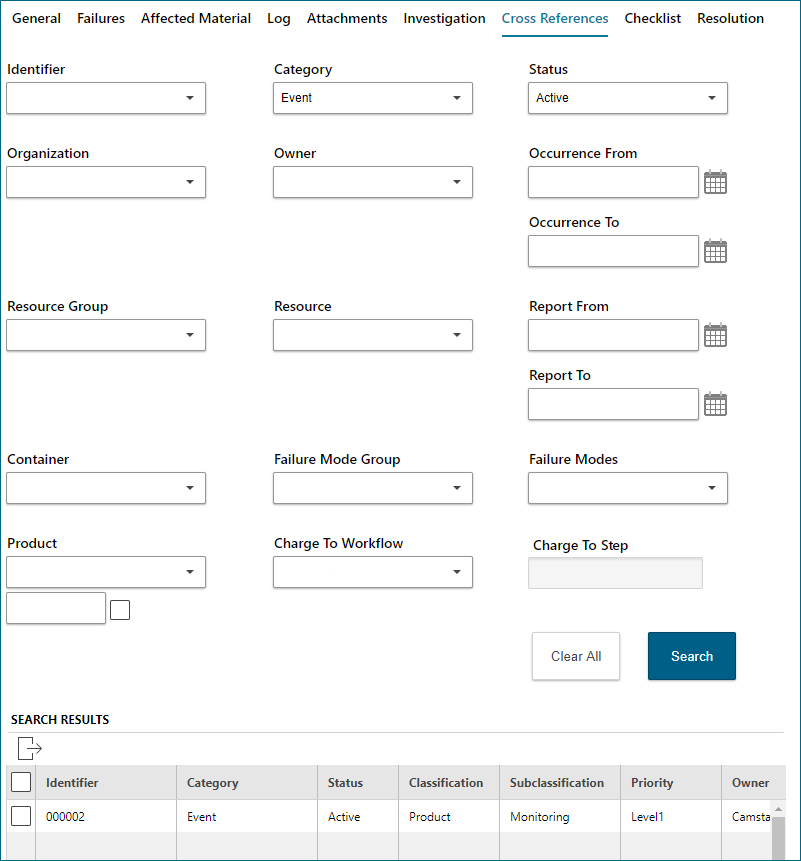 General Failures Affected Material Log Attachments Investigation Cross References Checklist Resolution
Identifier Category Status
Event Active
Organization Owner Occurrence From
Occurrence To
Resource Group Resource Report From
Report To
Container Failure Mode Group Failure Modes
Product Charge To Workflow Charge To Step
Clear All Search
SEARCH RESULTS
Identifier Category Status Classification Subclassification Priority Owner
000002 Event Active Product Monitoring Level1 Camsta